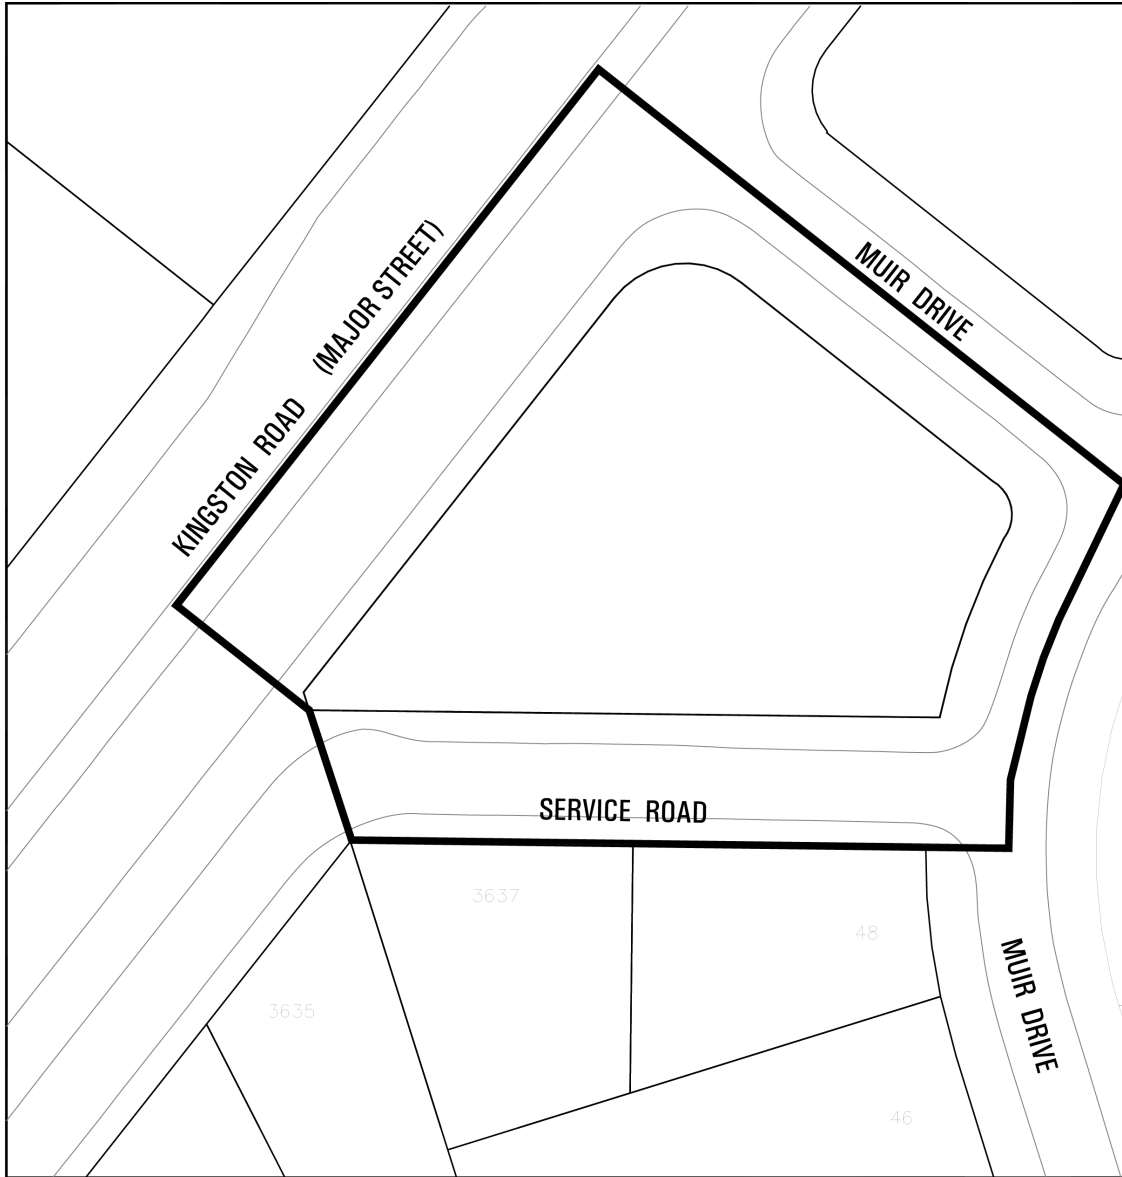 MUIR DRIVE
KINGSTON ROAD (MAJOR STREET)
SERVICE ROAD
3637
48
MUIR DRIVE
3635
46